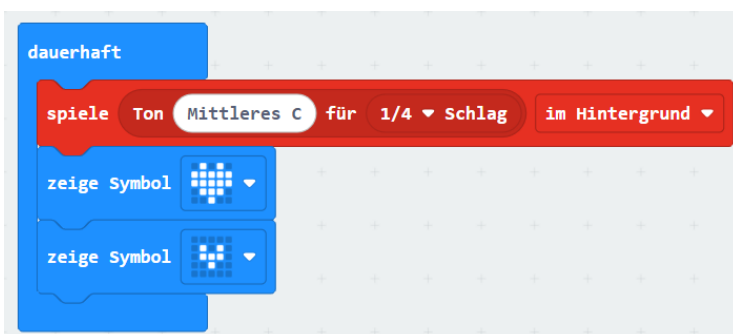 dauerhaft
spiele Ton Mittleres C für 1/4 Schlag im Hintergrund
zeige Symbol
zeige Symbol